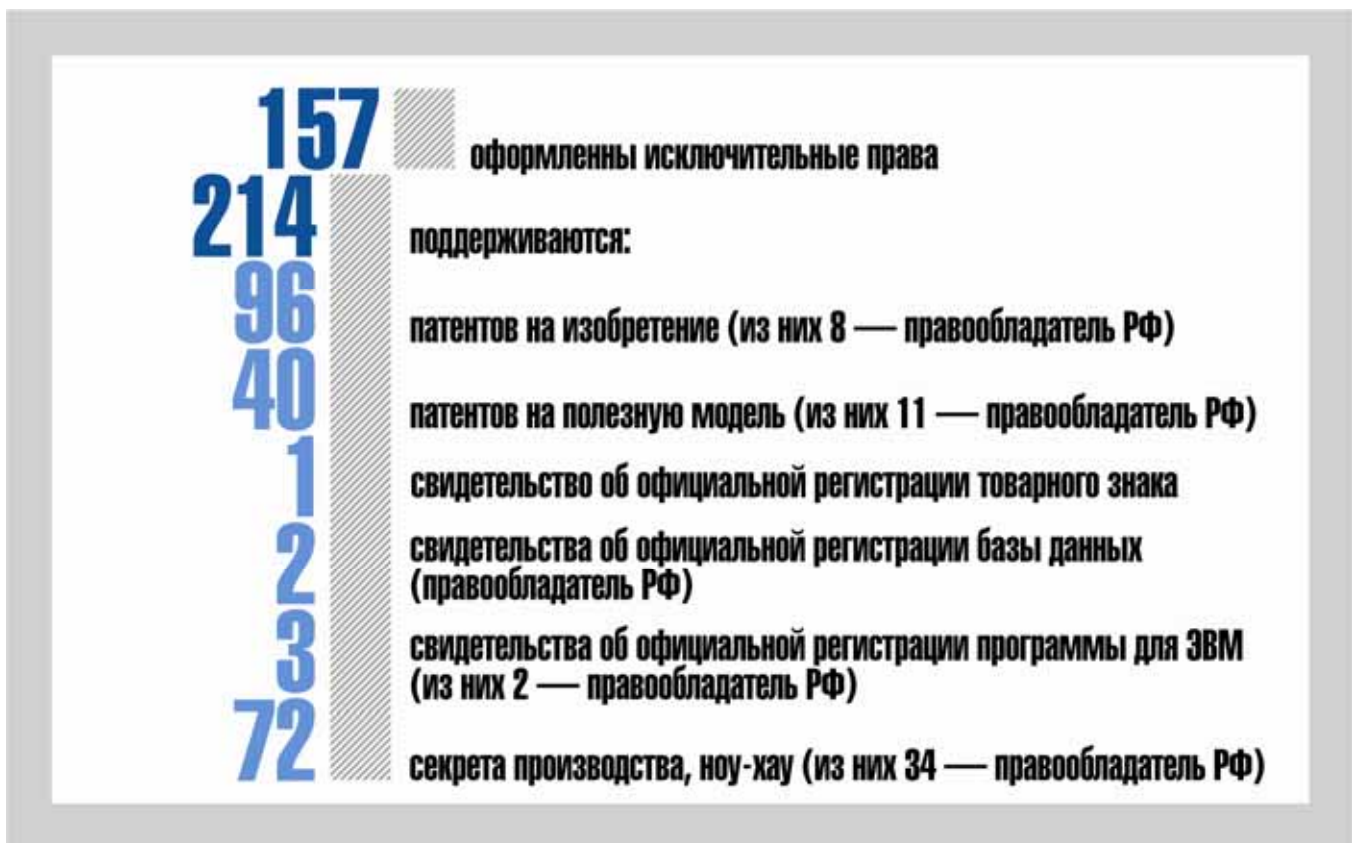 157 оформленны исключительные права
214 поддерживаются:
96 патентов на изобретение (из них 8 — правообладатель РФ)
40 патентов на полезную модель (из них 11 — правообладатель РФ)
1 свидетельство об официальной регистрации товарного знака
2 свидетельства об официальной регистрации базы данных
(правообладатель РФ)
3 свидетельства об официальной регистрации программы для ЭВМ
(из них 2 — правообладатель РФ)
72 секрета производства, ноу-хау (из них 34 — правообладатель РФ)